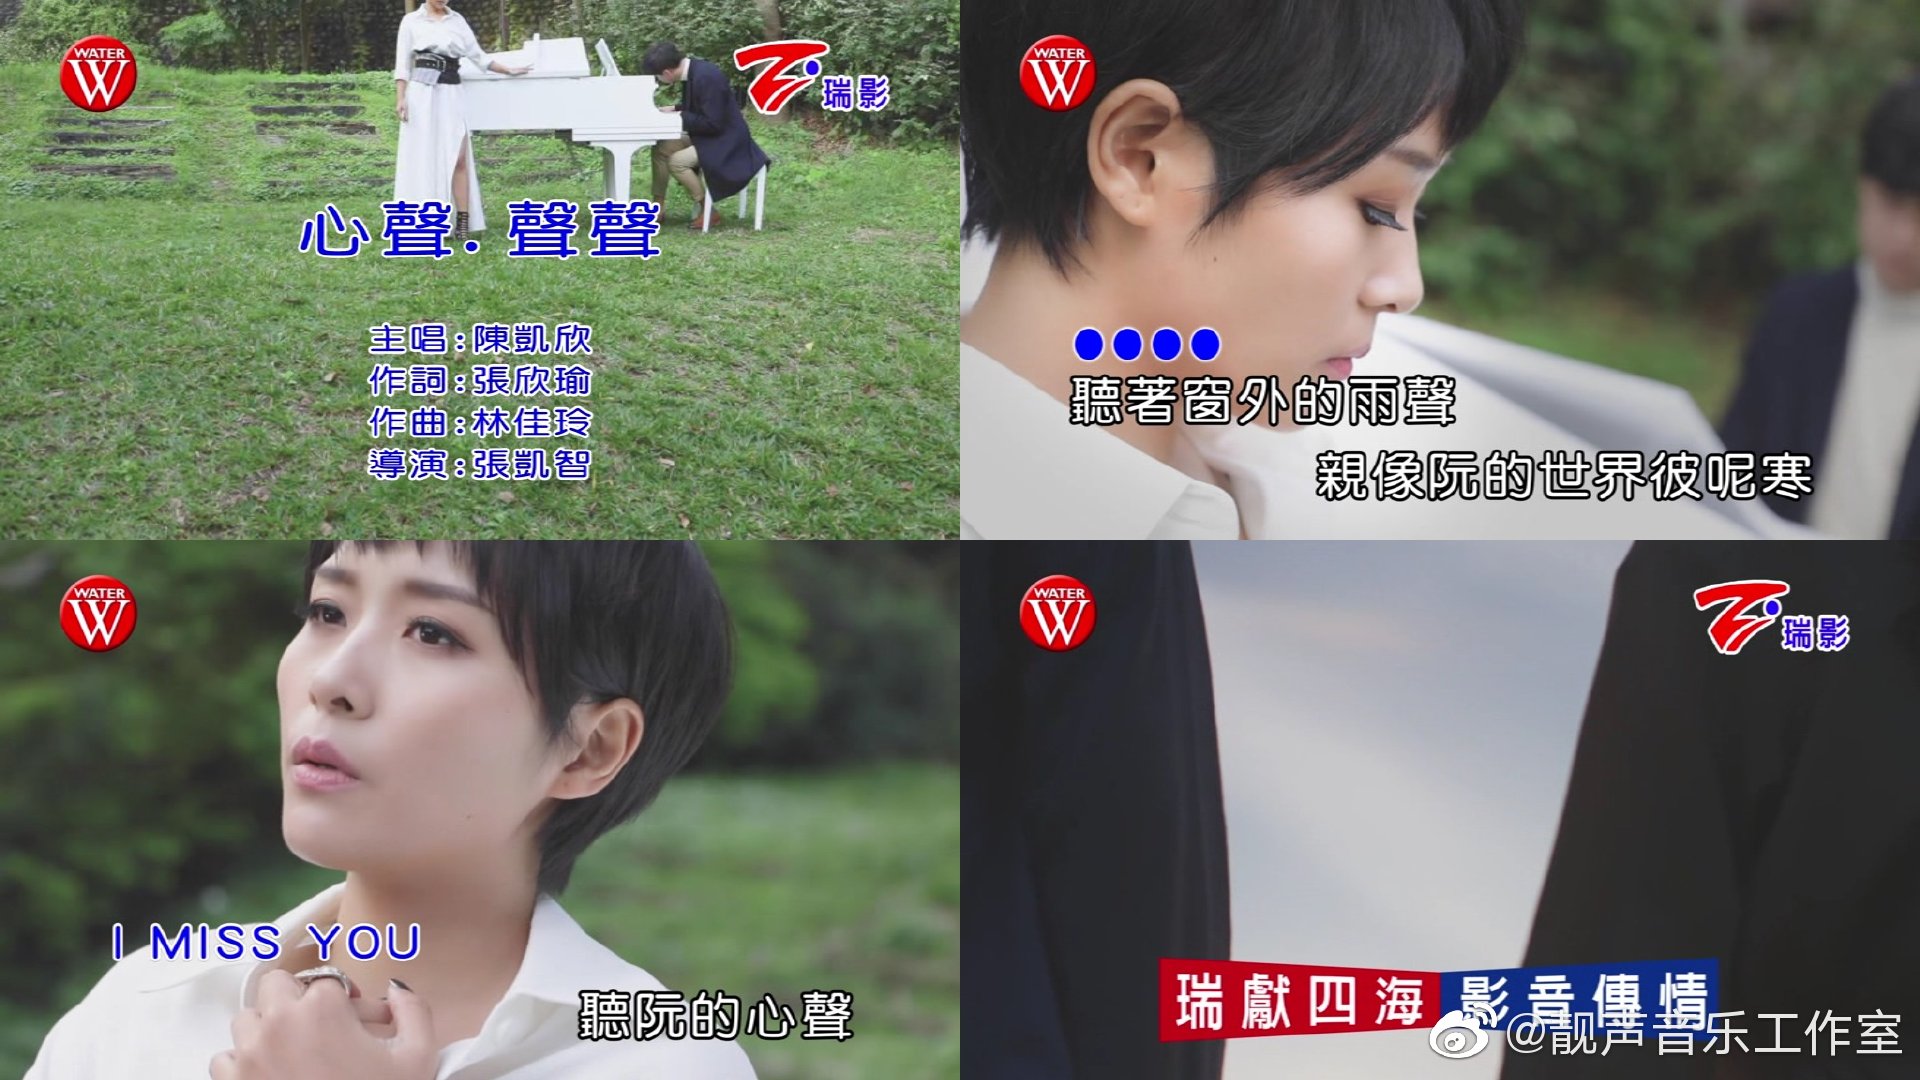 WATER
W
瑞影
心聲.聲聲
主唱:陳凱欣
作詞:張欣瑜
作曲:林佳玲
導演:張凱智
WATER
W
聽著窗外的雨聲
親像阮的世界彼呢寒
WATER
W
I MISS YOU
聽阮的心聲
WATER
W
瑞影
瑞獻四海影音傳情
@靓声音乐工作室